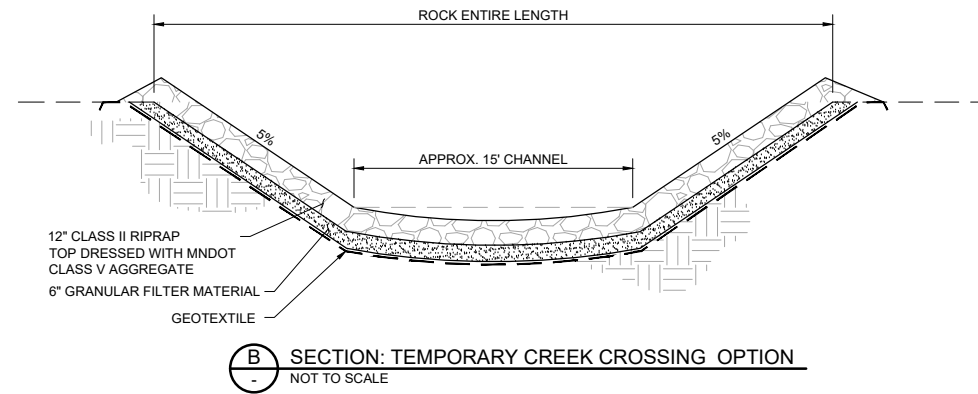 ROCK ENTIRE LENGTH
5%
5%
APPROX. 15' CHANNEL
12" CLASS II RIPRAP
TOP DRESSED WITH MNDOT
CLASS V AGGREGATE
6" GRANULAR FILTER MATERIAL
GEOTEXTILE
B
-
SECTION: TEMPORARY CREEK CROSSING OPTION
NOT TO SCALE